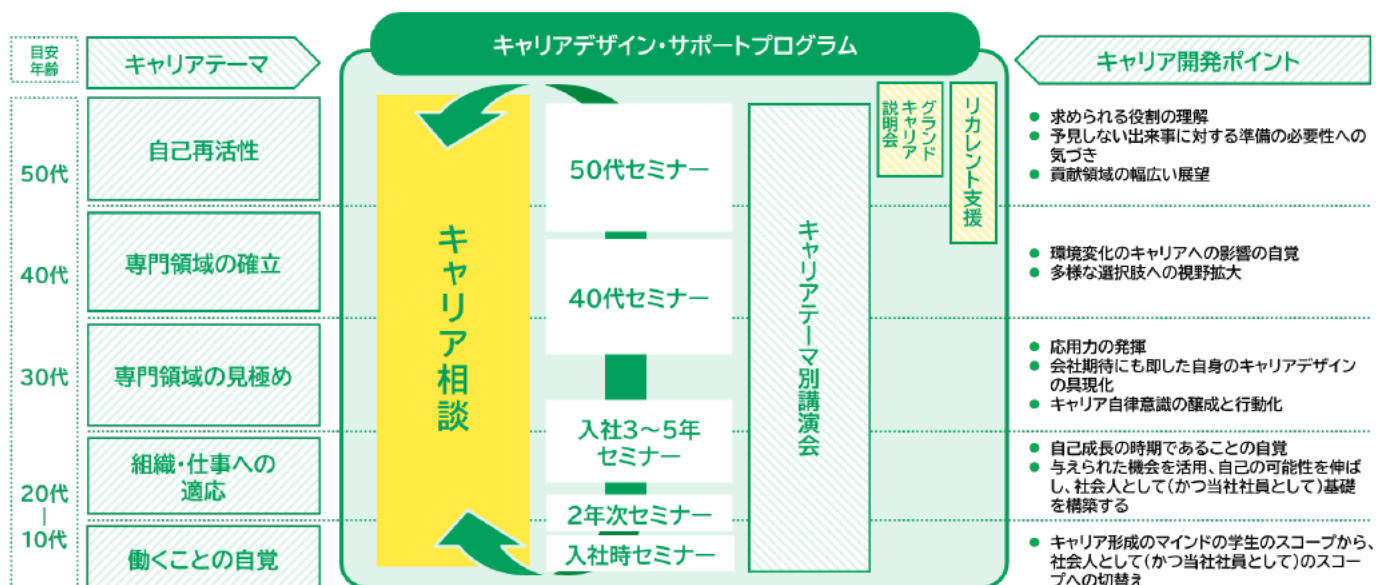 キャリアデザイン・サポートプログラム
目安
年齢
キャリアテーマ
キャリア開発ポイント
50代
自己再活性
40代
専門領域の確立
30代
専門領域の見極め
20代
10代
組織・仕事への
適応
働くことの自覚
キャリア相談
50代セミナー
40代セミナー
入社3〜5年
セミナー
2年次セミナー
入社時セミナー
キャリアテーマ別講演会
グランド
キャリア
説明会
リカレント支援
● 求められる役割の理解
● 予見しない出来事に対する準備の必要性への
気づき
● 貢献領域の幅広い展望
● 環境変化のキャリアへの影響の自覚
● 多様な選択肢への視野拡大
● 応用力の発揮
● 会社期待にも即した自身のキャリアデザイン
の具現化
● キャリア自律意識の醸成と行動化
● 自己成長の時期であることの自覚
● 与えられた機会を活用、自己の可能性を伸ば
し、社会人として(かつ当社社員として)基礎
を構築する
● キャリア形成のマインドの学生のスコープから、
社会人として(かつ当社社員として)のスコー
プへの切替え